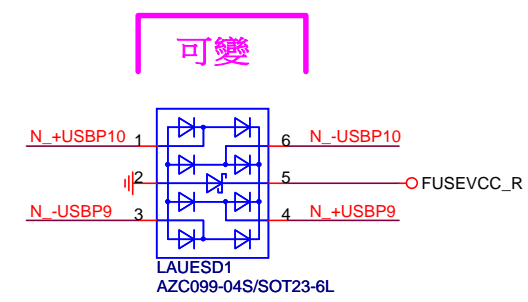 可變
N_+USBP10 1 6 N_-USBP10
2 5 FUSEVCC_R
N_-USBP9 3 4 N_+USBP9
LAUESD1
AZC099-04S/SOT23-6L